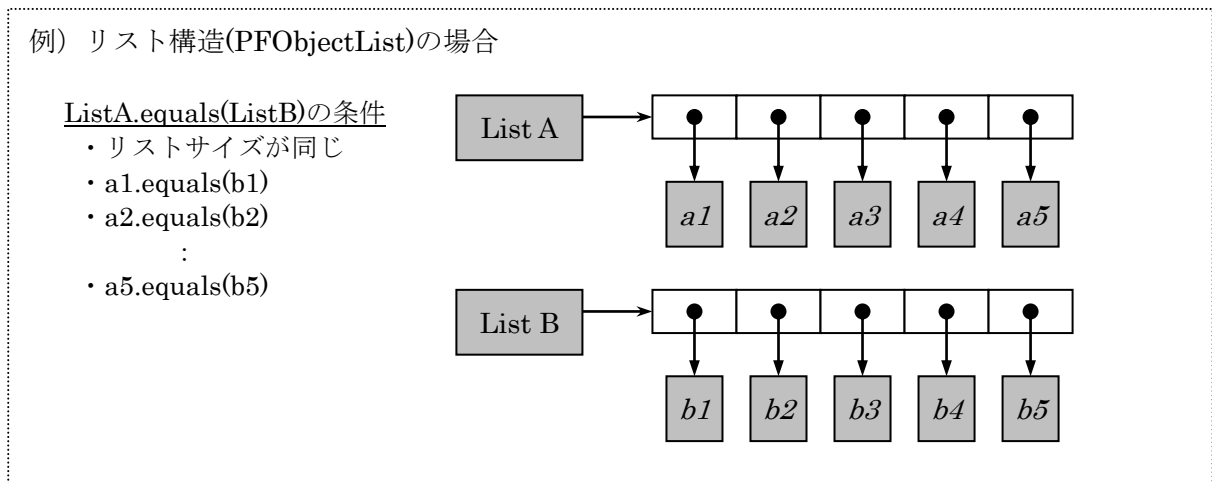 例）リスト構造(PFObjectList)の場合
ListA.equals(ListB)の条件
・リストサイズが同じ
・a1.equals(b1)
・a2.equals(b2)
:
・a5.equals(b5)
List A
a1 a2 a3 a4 a5
List B
b1 b2 b3 b4 b5